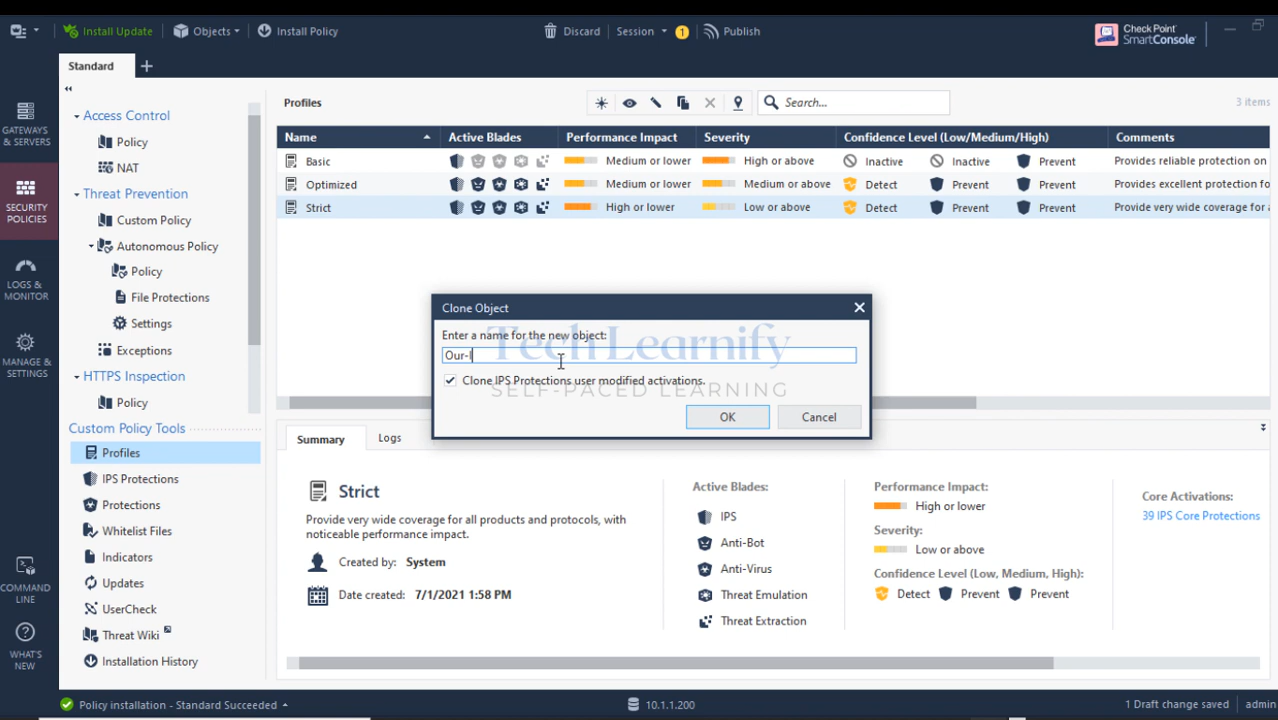 Install Update
Objects
Install Policy
Discard
Session
1
Publish
Check Point
SmartConsole
Standard
GATEWAYS
& SERVERS
SECURITY
POLICIES
LOGS &
MONITOR
MANAGE &
SETTINGS
COMMAND
LINE
WHAT'S
NEW
Access Control
Policy
NAT
Threat Prevention
Custom Policy
Autonomous Policy
Policy
File Protections
Settings
Exceptions
HTTPS Inspection
Policy
Custom Policy Tools
Profiles
IPS Protections
Protections
Whitelist Files
Indicators
Updates
UserCheck
Threat Wiki
Installation History
Profiles
Search...
3 items
Name Active Blades Performance Impact Severity Confidence Level (Low/Medium/High) Comments
Basic Medium or lower High or above Inactive Inactive Prevent Provides reliable protection on
Optimized Medium or lower Medium or above Detect Prevent Prevent Provides excellent protection fo
Strict High or lower Low or above Detect Prevent Prevent Provide very wide coverage for a
Clone Object
Enter a name for the new object:
Our-I
Clone IPS Protections user modified activations.
OK Cancel
Tech Learnify
SELF-PACED LEARNING
Summary Logs
Strict
Provide very wide coverage for all products and protocols, with
noticeable performance impact.
Created by: System
Date created: 7/1/2021 1:58 PM
Active Blades:
IPS
Anti-Bot
Anti-Virus
Threat Emulation
Threat Extraction
Performance Impact:
High or lower
Severity:
Low or above
Confidence Level (Low, Medium, High):
Detect Prevent Prevent
Core Activations:
39 IPS Core Protections
Policy installation - Standard Succeeded
10.1.1.200
1 Draft change saved
admin